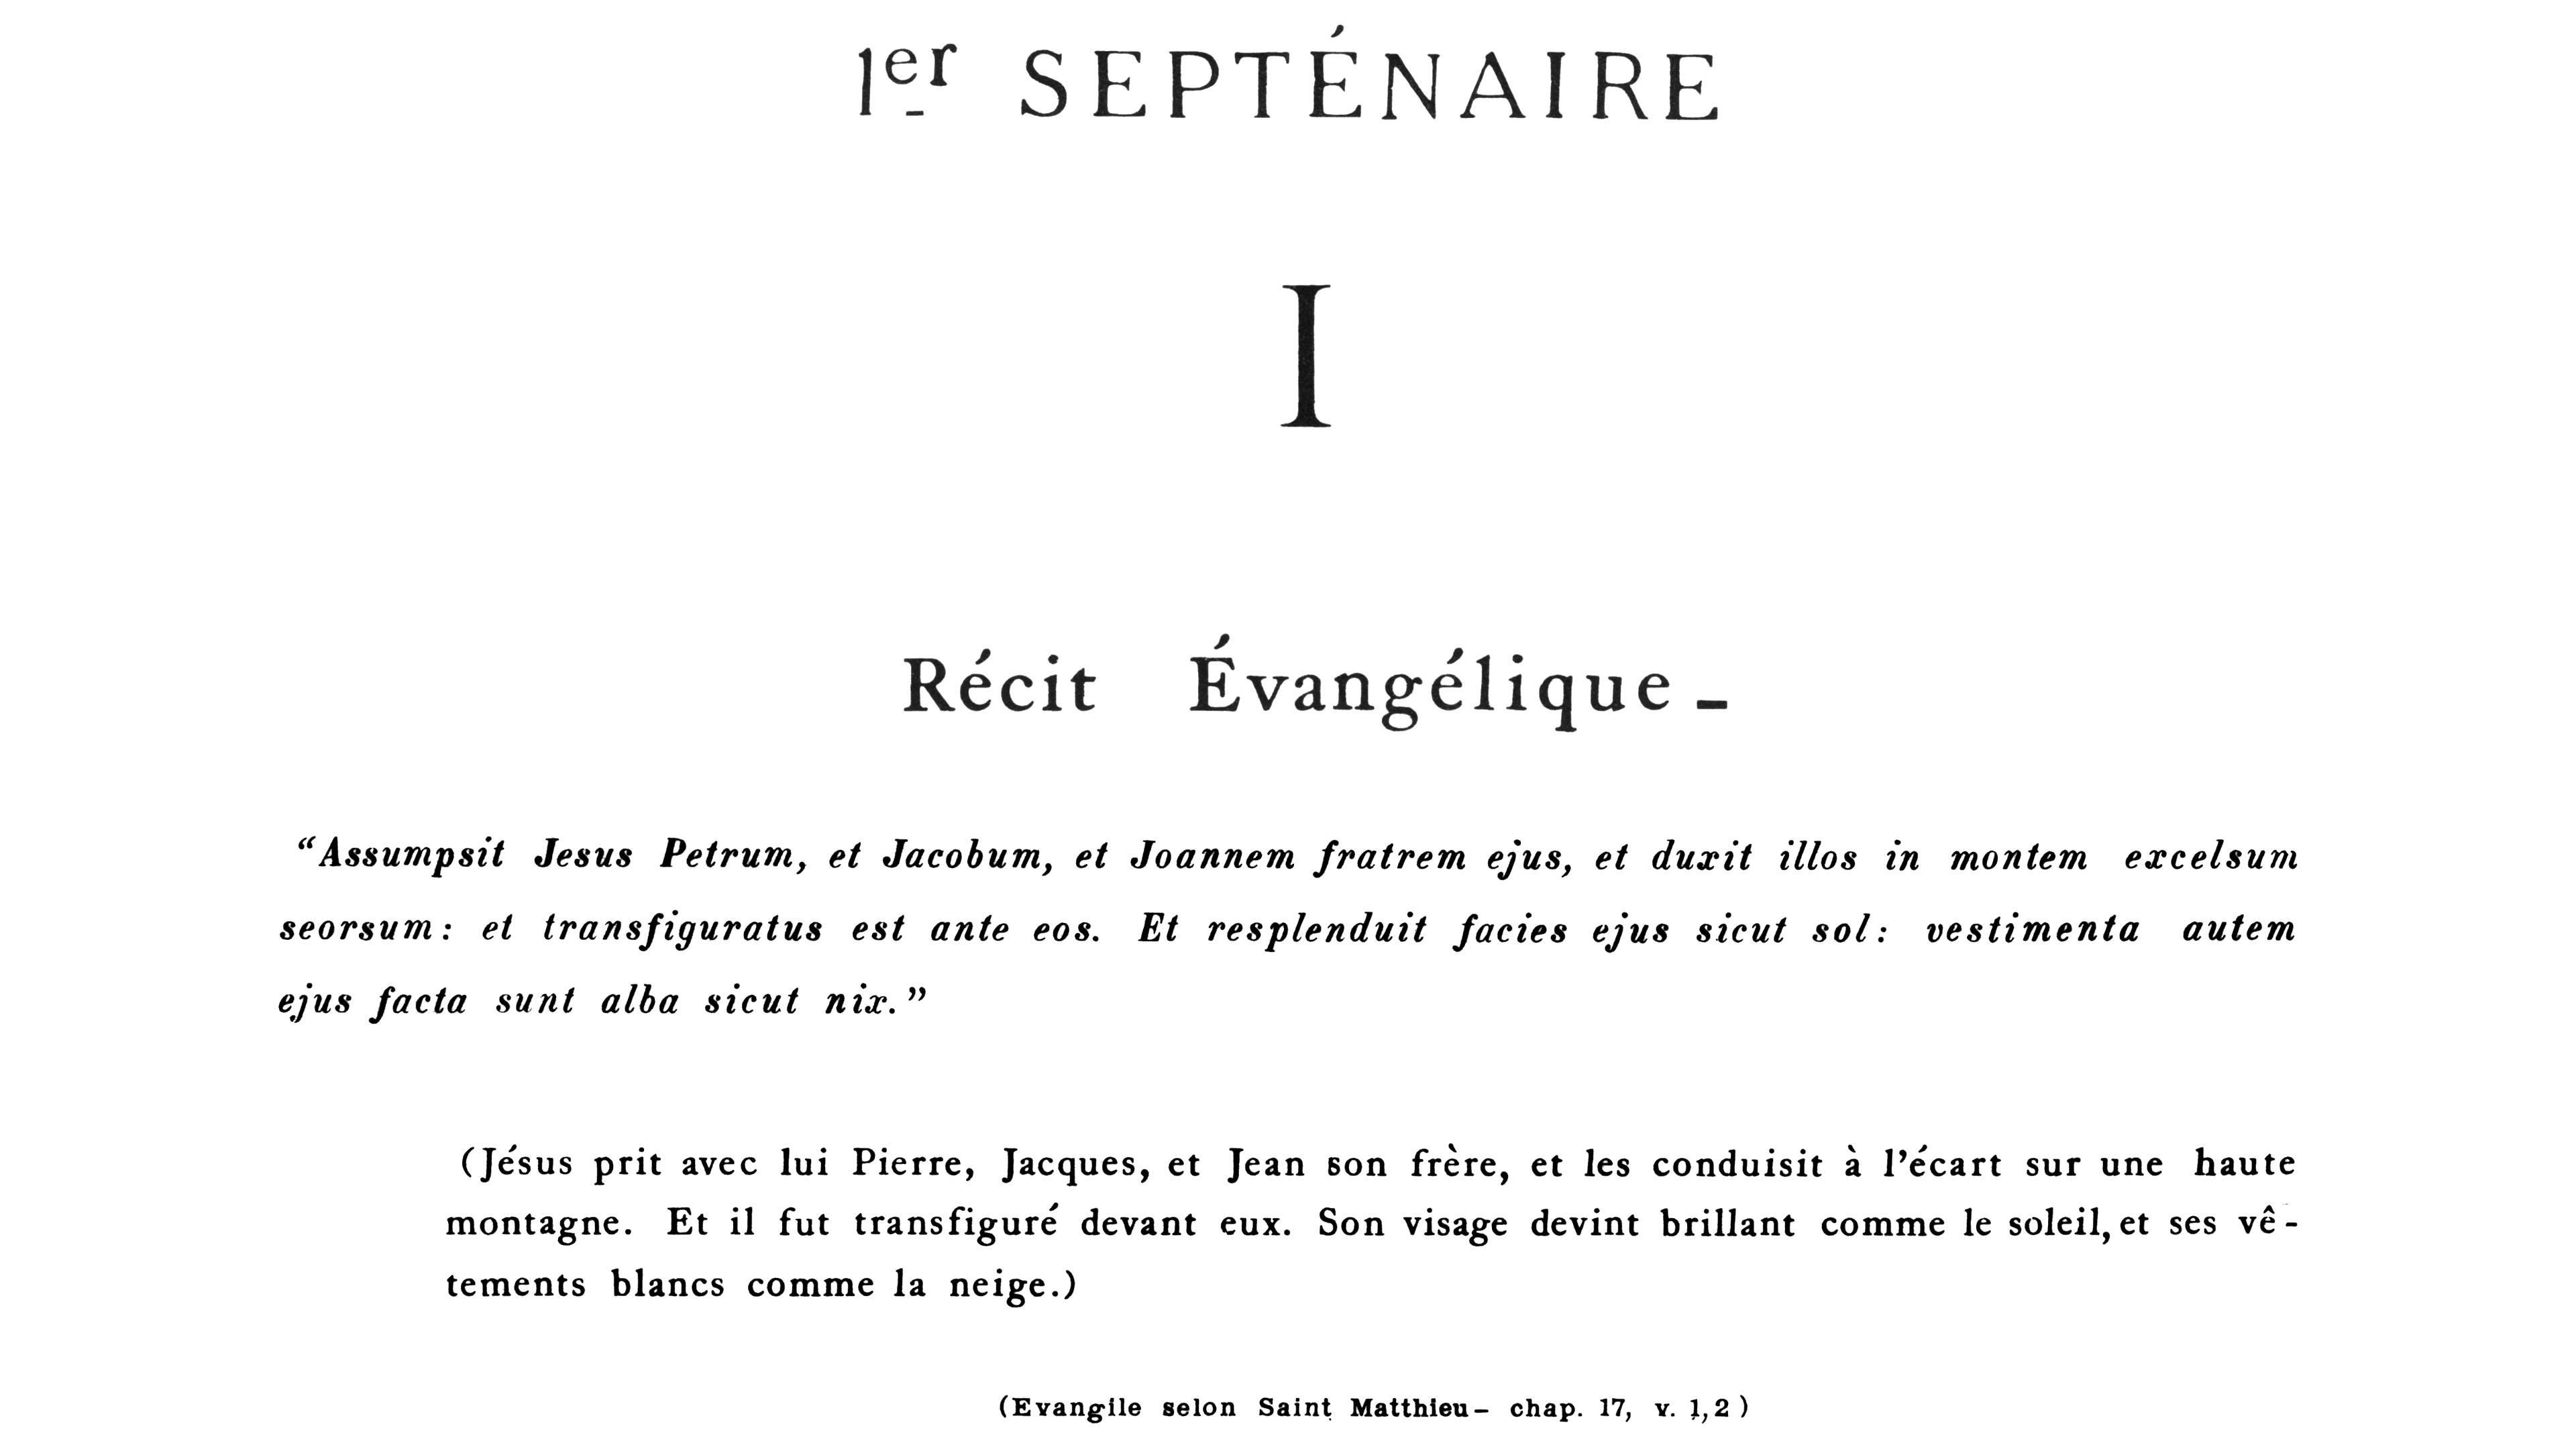 1er SEPTÉNAIRE
I
Récit Évangélique _
“Assumpsit Jesus Petrum, et Jacobum, et Joannem fratrem ejus, et duxit illos in montem excelsum
seorsum: et transfiguratus est ante eos. Et resplenduit facies ejus sicut sol: vestimenta autem
ejus facta sunt alba sicut nix.”
(Jésus prit avec lui Pierre, Jacques, et Jean son frère, et les conduisit à l’écart sur une haute
montagne. Et il fut transfiguré devant eux. Son visage devint brillant comme le soleil, et ses vê-
tements blancs comme la neige.)
(Evangile selon Saint Matthieu – chap. 17, v. 1, 2)